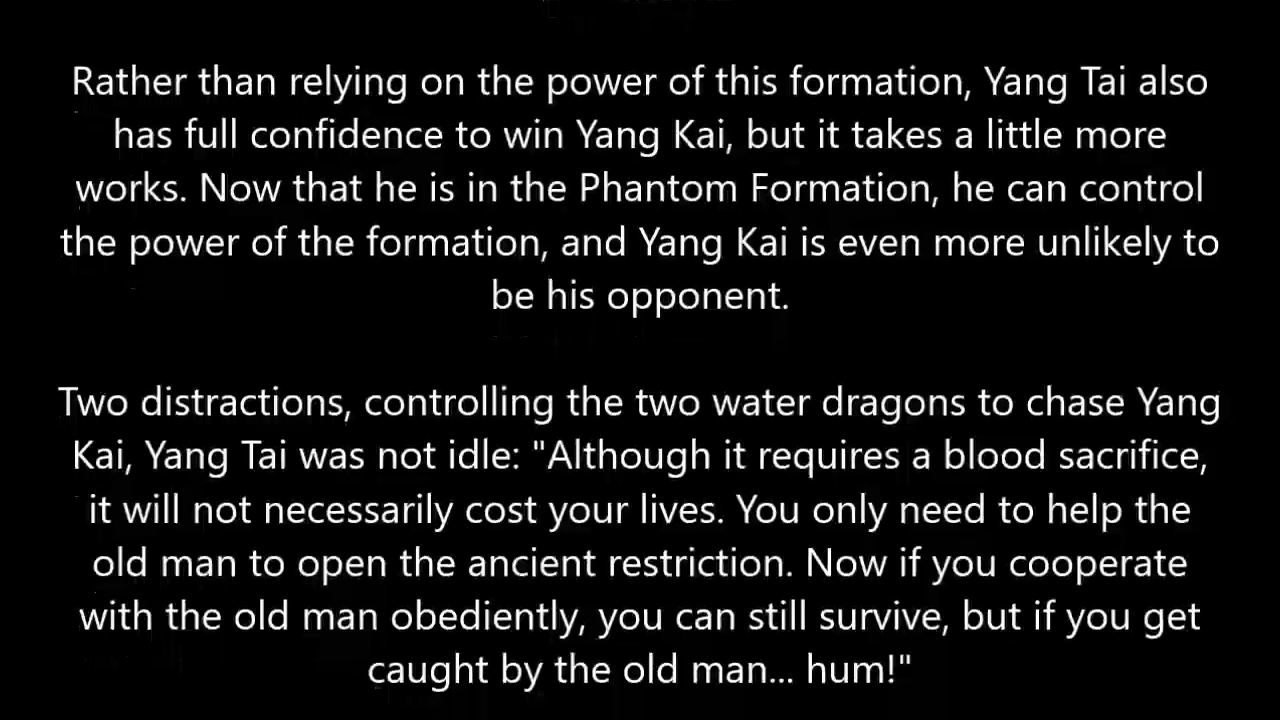 Rather than relying on the power of this formation, Yang Tai also
has full confidence to win Yang Kai, but it takes a little more
works. Now that he is in the Phantom Formation, he can control
the power of the formation, and Yang Kai is even more unlikely to
be his opponent.
Two distractions, controlling the two water dragons to chase Yang
Kai, Yang Tai was not idle: "Although it requires a blood sacrifice,
it will not necessarily cost your lives. You only need to help the
old man to open the ancient restriction. Now if you cooperate
with the old man obediently, you can still survive, but if you get
caught by the old man... hum!"